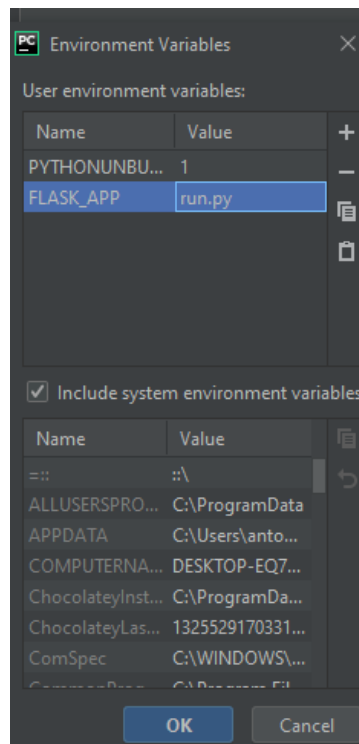 PC Environment Variables
User environment variables:
Name Value
PYTHONUNBU... 1
FLASK_APP run.py
Include system environment variables
Name Value
=:: ::\
ALLUSERSPRO... C:\ProgramData
APPDATA C:\Users\anto...
COMPUTERNA... DESKTOP-EQ7...
ChocolateyInst... C:\ProgramDa...
ChocolateyLas... 1325529170331...
ComSpec C:\WINDOWS\...
OK Cancel